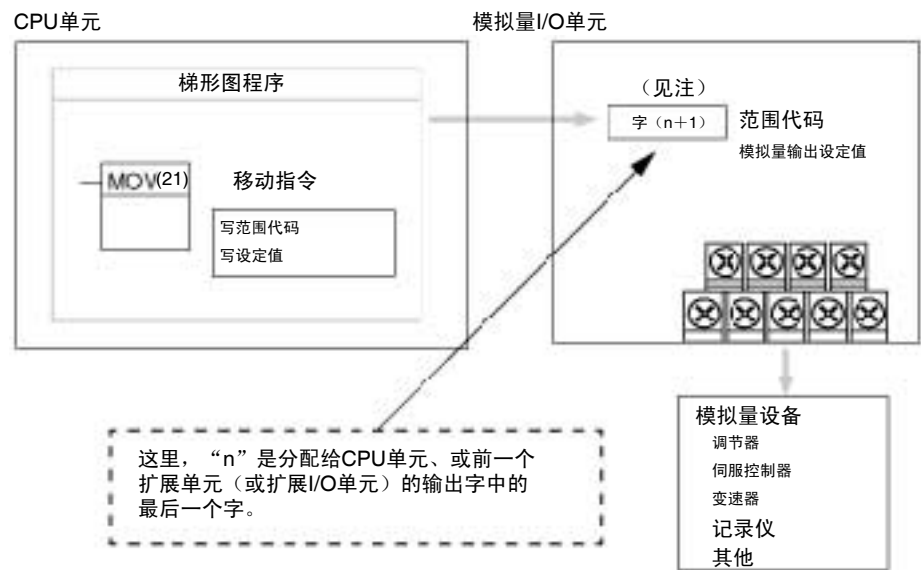 CPU单元
模拟量I/O单元
梯形图程序
MOV(21)
移动指令
写范围代码
写设定值
（见注）
字（n＋1）
范围代码
模拟量输出设定值
这里，“n”是分配给CPU单元、或前一个
扩展单元（或扩展I/O单元）的输出字中的
最后一个字。
模拟量设备
调节器
伺服控制器
变速器
记录仪
其他